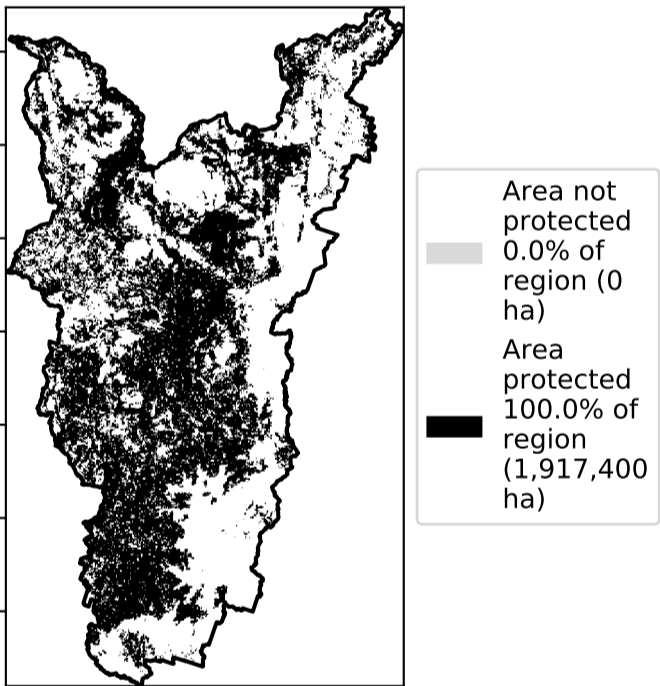 Area not
protected
0.0% of
region (0
ha)
Area
protected
100.0% of
region
(1,917,400
ha)